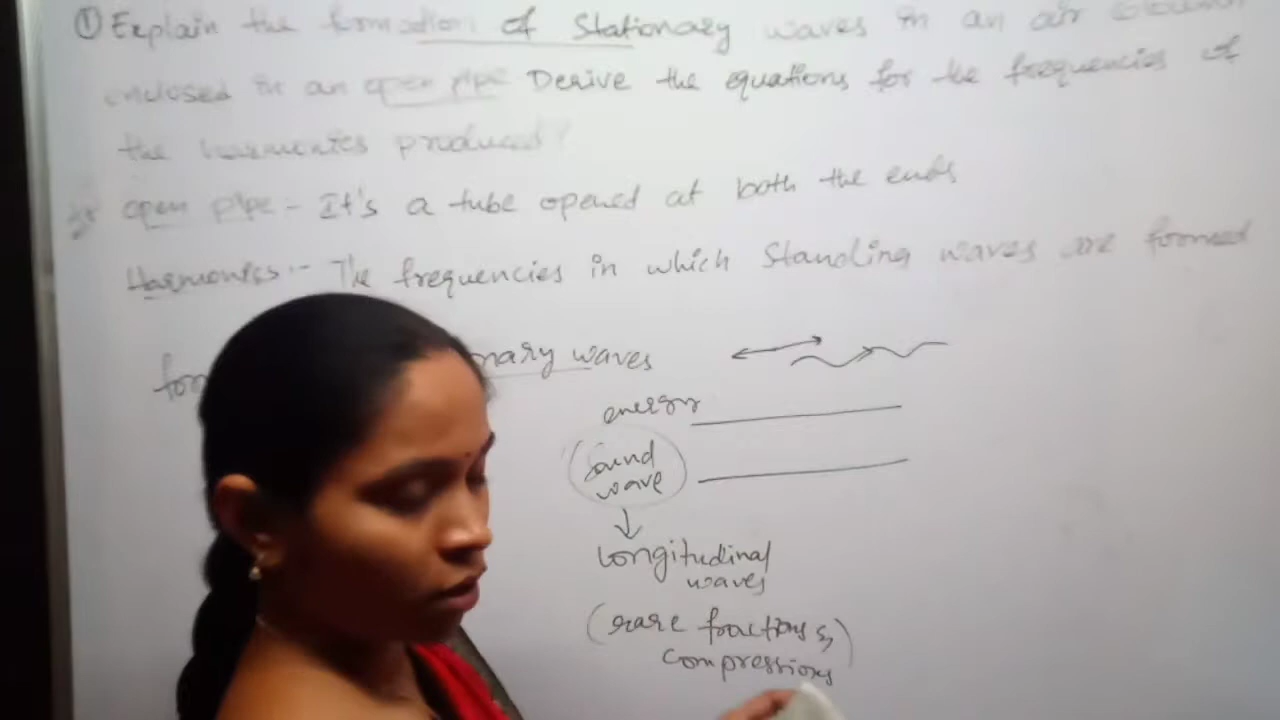 ① Explain the formation of Stationary waves in an air column
enclosed in an open pipe Derive the equations for the frequencies of
the harmonics produced?
open pipe - It's a tube opened at both the ends
Harmonics :- The frequencies in which Standing waves are formed
waves
energy
sound
wave
Longitudinal
waves
(rare fractions,)
compressions